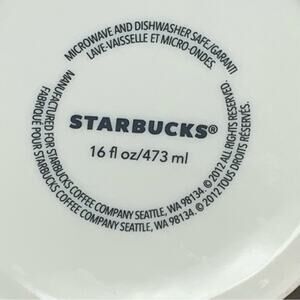 MICROWAVE AND DISHWASHER SAFE/GARANTI
LAVE-VAISSELLE ET MICRO-ONDES.
STARBUCKS®
16 fl oz/473 ml
MANUFACTURED FOR STARBUCKS COFFEE COMPANY SEATTLE, WA 98134. ©2012 ALL RIGHTS RESERVED.
FABRIQUÉ POUR STARBUCKS COFFEE COMPANY SEATTLE, WA 98134. ©2012 TOUS DROITS RÉSERVÉS.